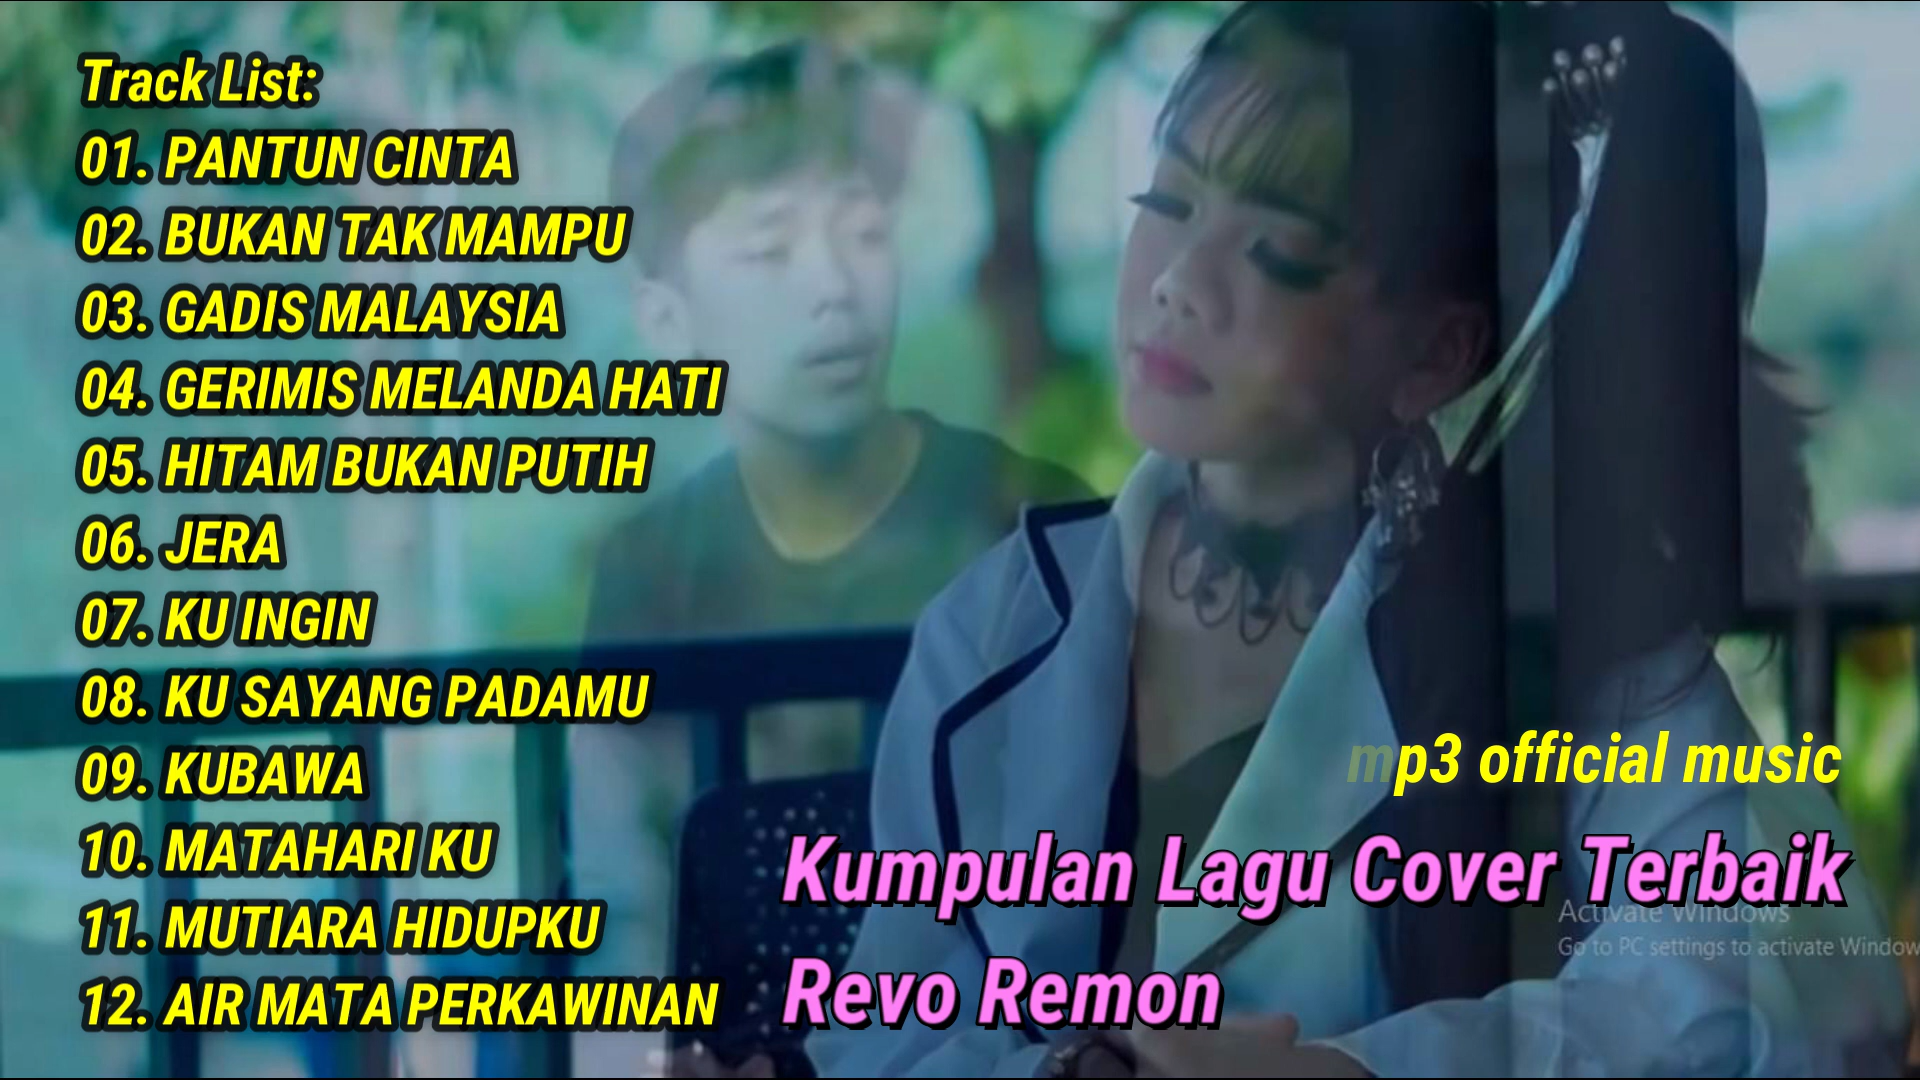 Track List:
01. PANTUN CINTA
02. BUKAN TAK MAMPU
03. GADIS MALAYSIA
04. GERIMIS MELANDA HATI
05. HITAM BUKAN PUTIH
06. JERA
07. KU INGIN
08. KU SAYANG PADAMU
09. KUBAWA
10. MATAHARI KU
11. MUTIARA HIDUPKU
12. AIR MATA PERKAWINAN
mp3 official music
Kumpulan Lagu Cover Terbaik
Revo Remon
Activate Windows
Go to PC settings to activate Window